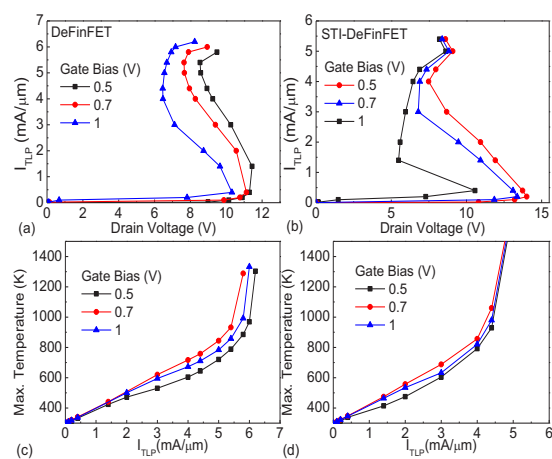 DeFinFET
Gate Bias (V)
0.5
0.7
1
I_TLP (mA/μm)
6
5
4
3
2
1
0
0 2 4 6 8 10 12 14
(a)
Drain Voltage (V)
STI-DeFinFET
Gate Bias (V)
0.5
0.7
1
I_TLP (mA/μm)
6
5
4
3
2
1
0
0 5 10 15
(b)
Drain Voltage (V)
Gate Bias (V)
0.5
0.7
1
Max. Temperature (K)
1400
1200
1000
800
600
400
0 1 2 3 4 5 6 7
(c)
I_TLP(mA/μm)
Gate Bias (V)
0.5
0.7
1
Max. Temperature (K)
1400
1200
1000
800
600
400
0 1 2 3 4 5 6
(d)
I_TLP(mA/μm)